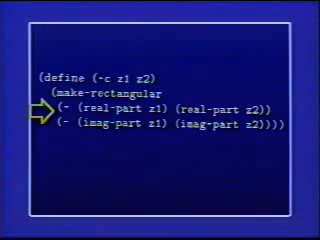 (define (-c z1 z2)
(make-rectangular
(- (real-part z1) (real-part z2))
(- (imag-part z1) (imag-part z2))))